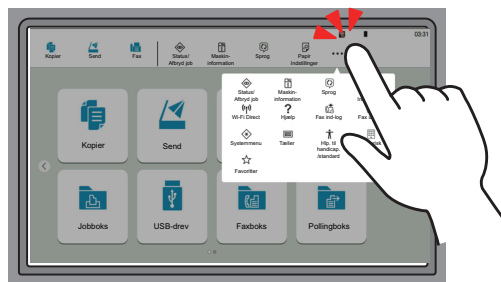 03:31
Kopier
Send
Fax
Status/
Afbryd job
Maskin-
information
Sprog
Papir
Indstillinger
Status/
Afbryd job
Maskin-
information
Sprog
Wi-Fi Direct
Hjælp
Fax ind-log
Fax
Systemmenu
Tæller
Hlp. til
handicap.
/standard
Favoritter
Kopier
Send
Jobboks
USB-drev
Faxboks
Pollingboks